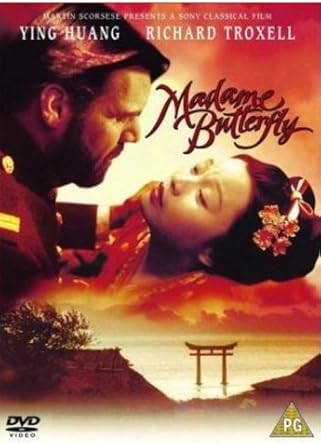 MARTIN SCORSESE PRESENTS A SONY CLASSICAL FILM
YING HUANG RICHARD TROXELL
Madame
Butterfly
DVD
VIDEO
PG